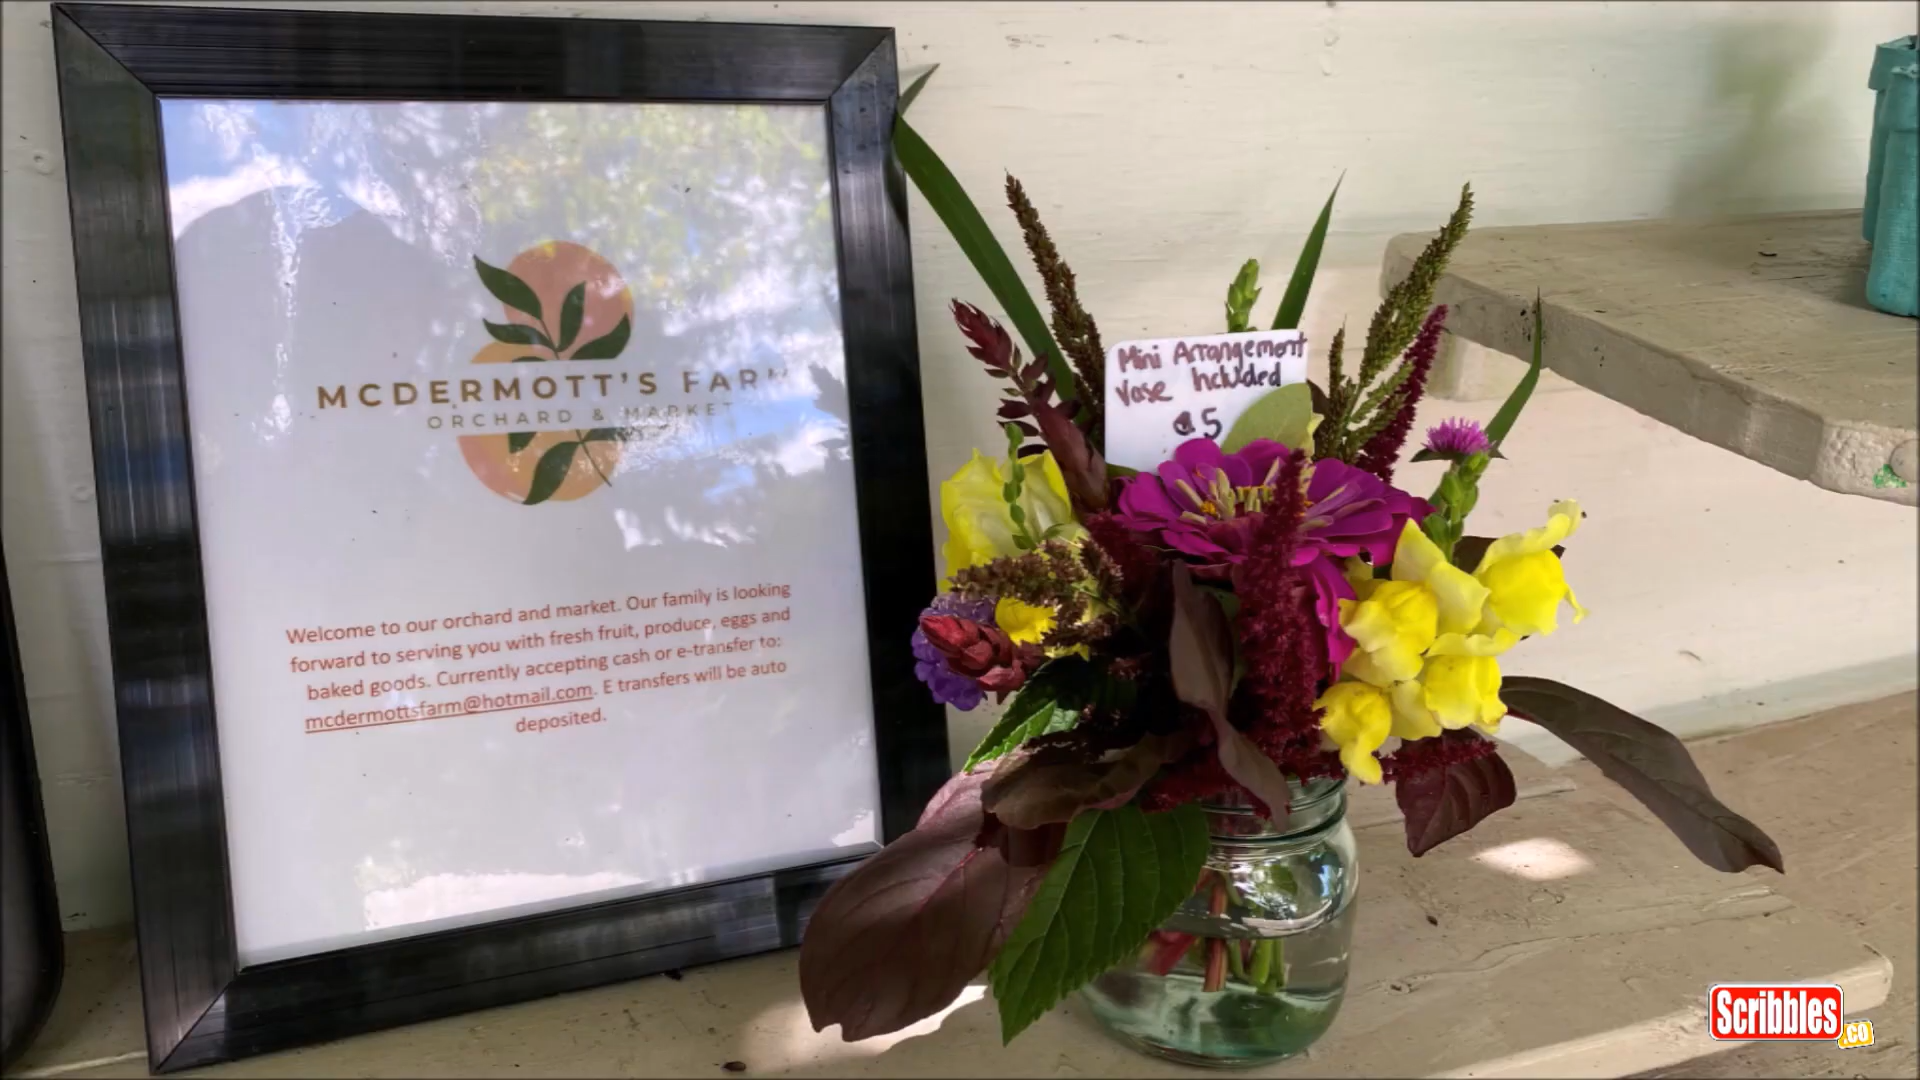 MCDERMOTT'S FARM
ORCHARD & MARKET
Welcome to our orchard and market. Our family is looking
forward to serving you with fresh fruit, produce, eggs and
baked goods. Currently accepting cash or e-transfer to:
mcdermottsfarm@hotmail.com. E transfers will be auto
deposited.
Mini Arrangement
Vase Included
$5
Scribbles
.co